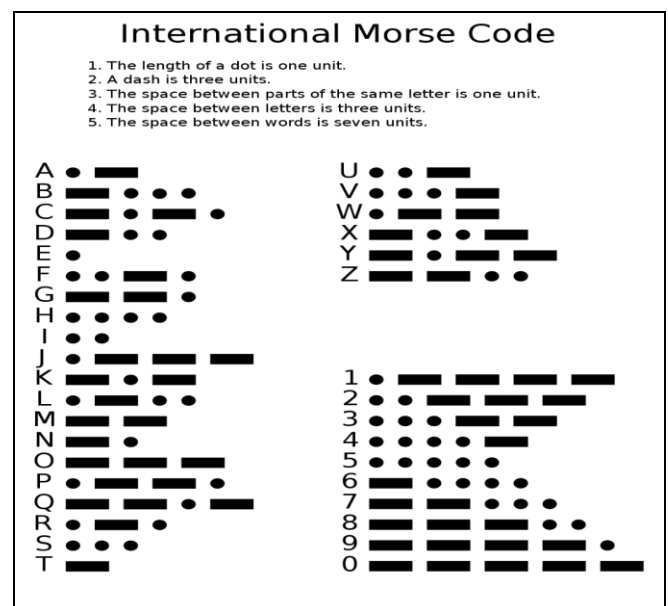 International Morse Code
1. The length of a dot is one unit.
2. A dash is three units.
3. The space between parts of the same letter is one unit.
4. The space between letters is three units.
5. The space between words is seven units.
A
B
C
D
E
F
G
H
I
J
K
L
M
N
O
P
Q
R
S
T
U
V
W
X
Y
Z
1
2
3
4
5
6
7
8
9
0